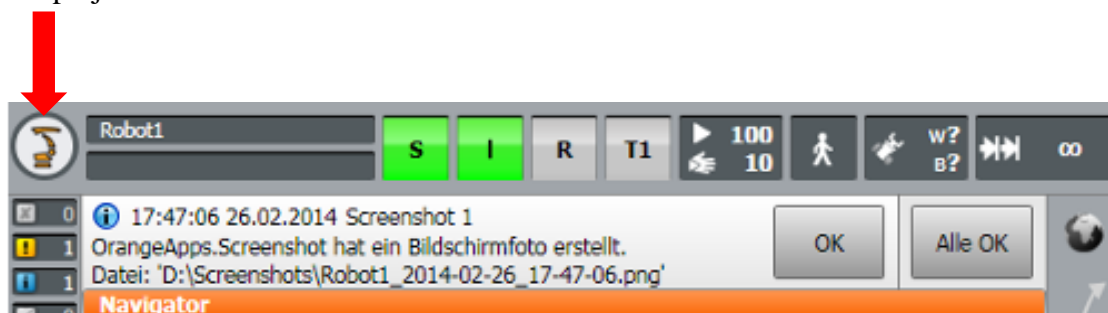 Robot1
S I R T1 100 10 W? B? ∞
0
1
1
17:47:06 26.02.2014 Screenshot 1
OrangeApps.Screenshot hat ein Bildschirmfoto erstellt.
Datei: 'D:\Screenshots\Robot1_2014-02-26_17-47-06.png'
OK
Alle OK
Navigator